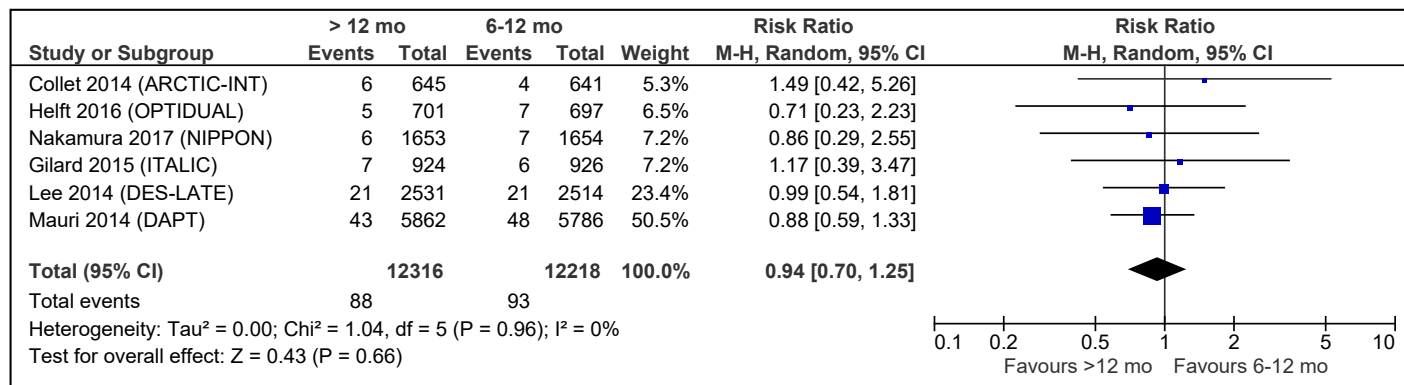 > 12 mo 6-12 mo Risk Ratio Risk Ratio
Study or Subgroup Events Total Events Total Weight M-H, Random, 95% CI M-H, Random, 95% CI
Collet 2014 (ARCTIC-INT) 6 645 4 641 5.3% 1.49 [0.42, 5.26]
Helft 2016 (OPTIDUAL) 5 701 7 697 6.5% 0.71 [0.23, 2.23]
Nakamura 2017 (NIPPON) 6 1653 7 1654 7.2% 0.86 [0.29, 2.55]
Gilard 2015 (ITALIC) 7 924 6 926 7.2% 1.17 [0.39, 3.47]
Lee 2014 (DES-LATE) 21 2531 21 2514 23.4% 0.99 [0.54, 1.81]
Mauri 2014 (DAPT) 43 5862 48 5786 50.5% 0.88 [0.59, 1.33]
Total (95% CI) 12316 12218 100.0% 0.94 [0.70, 1.25]
Total events 88 93
Heterogeneity: Tau² = 0.00; Chi² = 1.04, df = 5 (P = 0.96); I² = 0%
Test for overall effect: Z = 0.43 (P = 0.66)
0.1 0.2 0.5 1 2 5 10
Favours >12 mo Favours 6-12 mo